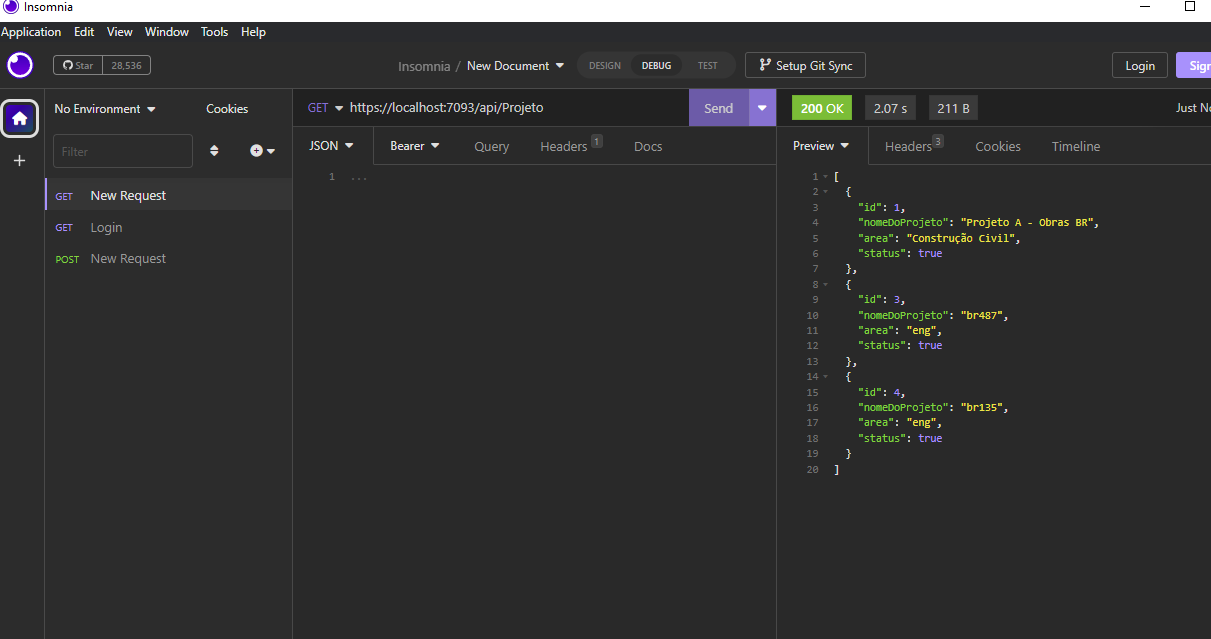 Insomnia
Application Edit View Window Tools Help
Star 28,536
Insomnia / New Document
DESIGN DEBUG TEST
Setup Git Sync
Login
Sign
No Environment
Cookies
GET https://localhost:7093/api/Projeto
Send
200 OK 2.07 s 211 B
Just No
Filter
JSON Bearer Query Headers 1 Docs
Preview Headers 3 Cookies Timeline
GET New Request
GET Login
POST New Request
1 ...
1 [
2 {
3 "id": 1,
4 "nomeDoProjeto": "Projeto A - Obras BR",
5 "area": "Construção Civil",
6 "status": true
7 },
8 {
9 "id": 3,
10 "nomeDoProjeto": "br487",
11 "area": "eng",
12 "status": true
13 },
14 {
15 "id": 4,
16 "nomeDoProjeto": "br135",
17 "area": "eng",
18 "status": true
19 }
20 ]